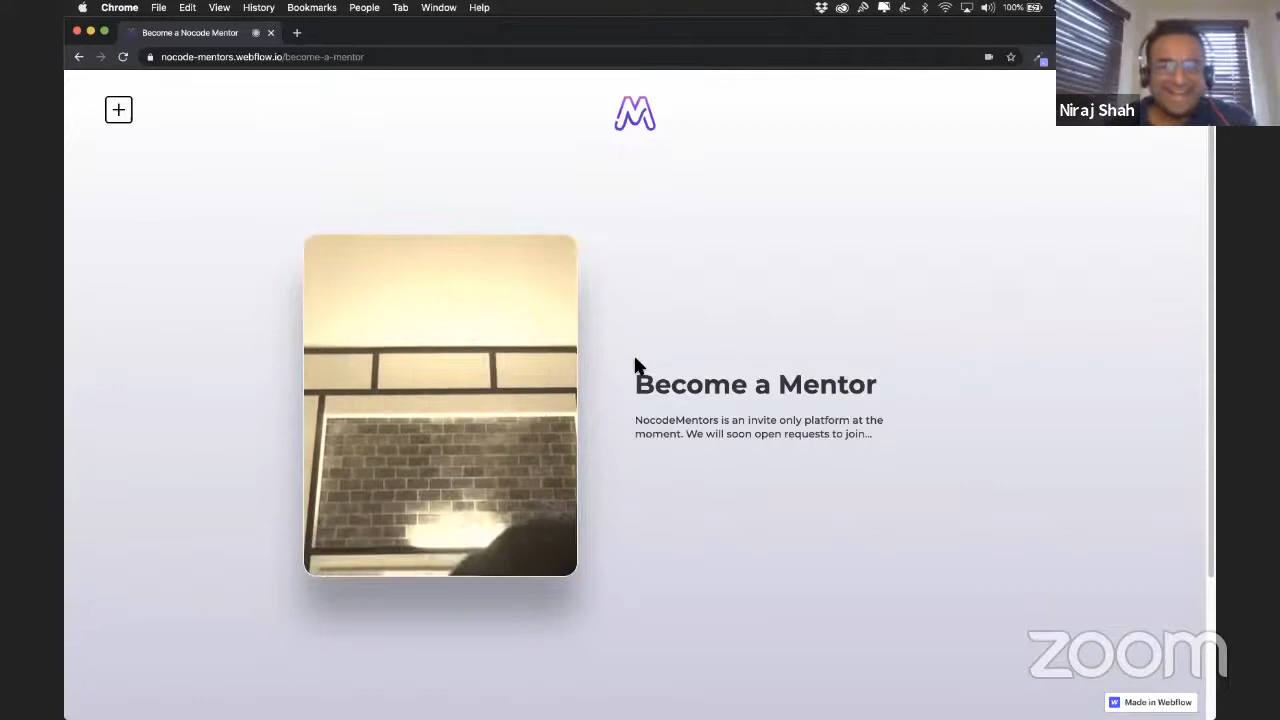 Chrome File Edit View History Bookmarks People Tab Window Help 100%
Become a Nocode Mentor
nocode-mentors.webflow.io/become-a-mentor
Niraj Shah
Become a Mentor
NocodeMentors is an invite only platform at the
moment. We will soon open requests to join...
zoom
Made in Webflow